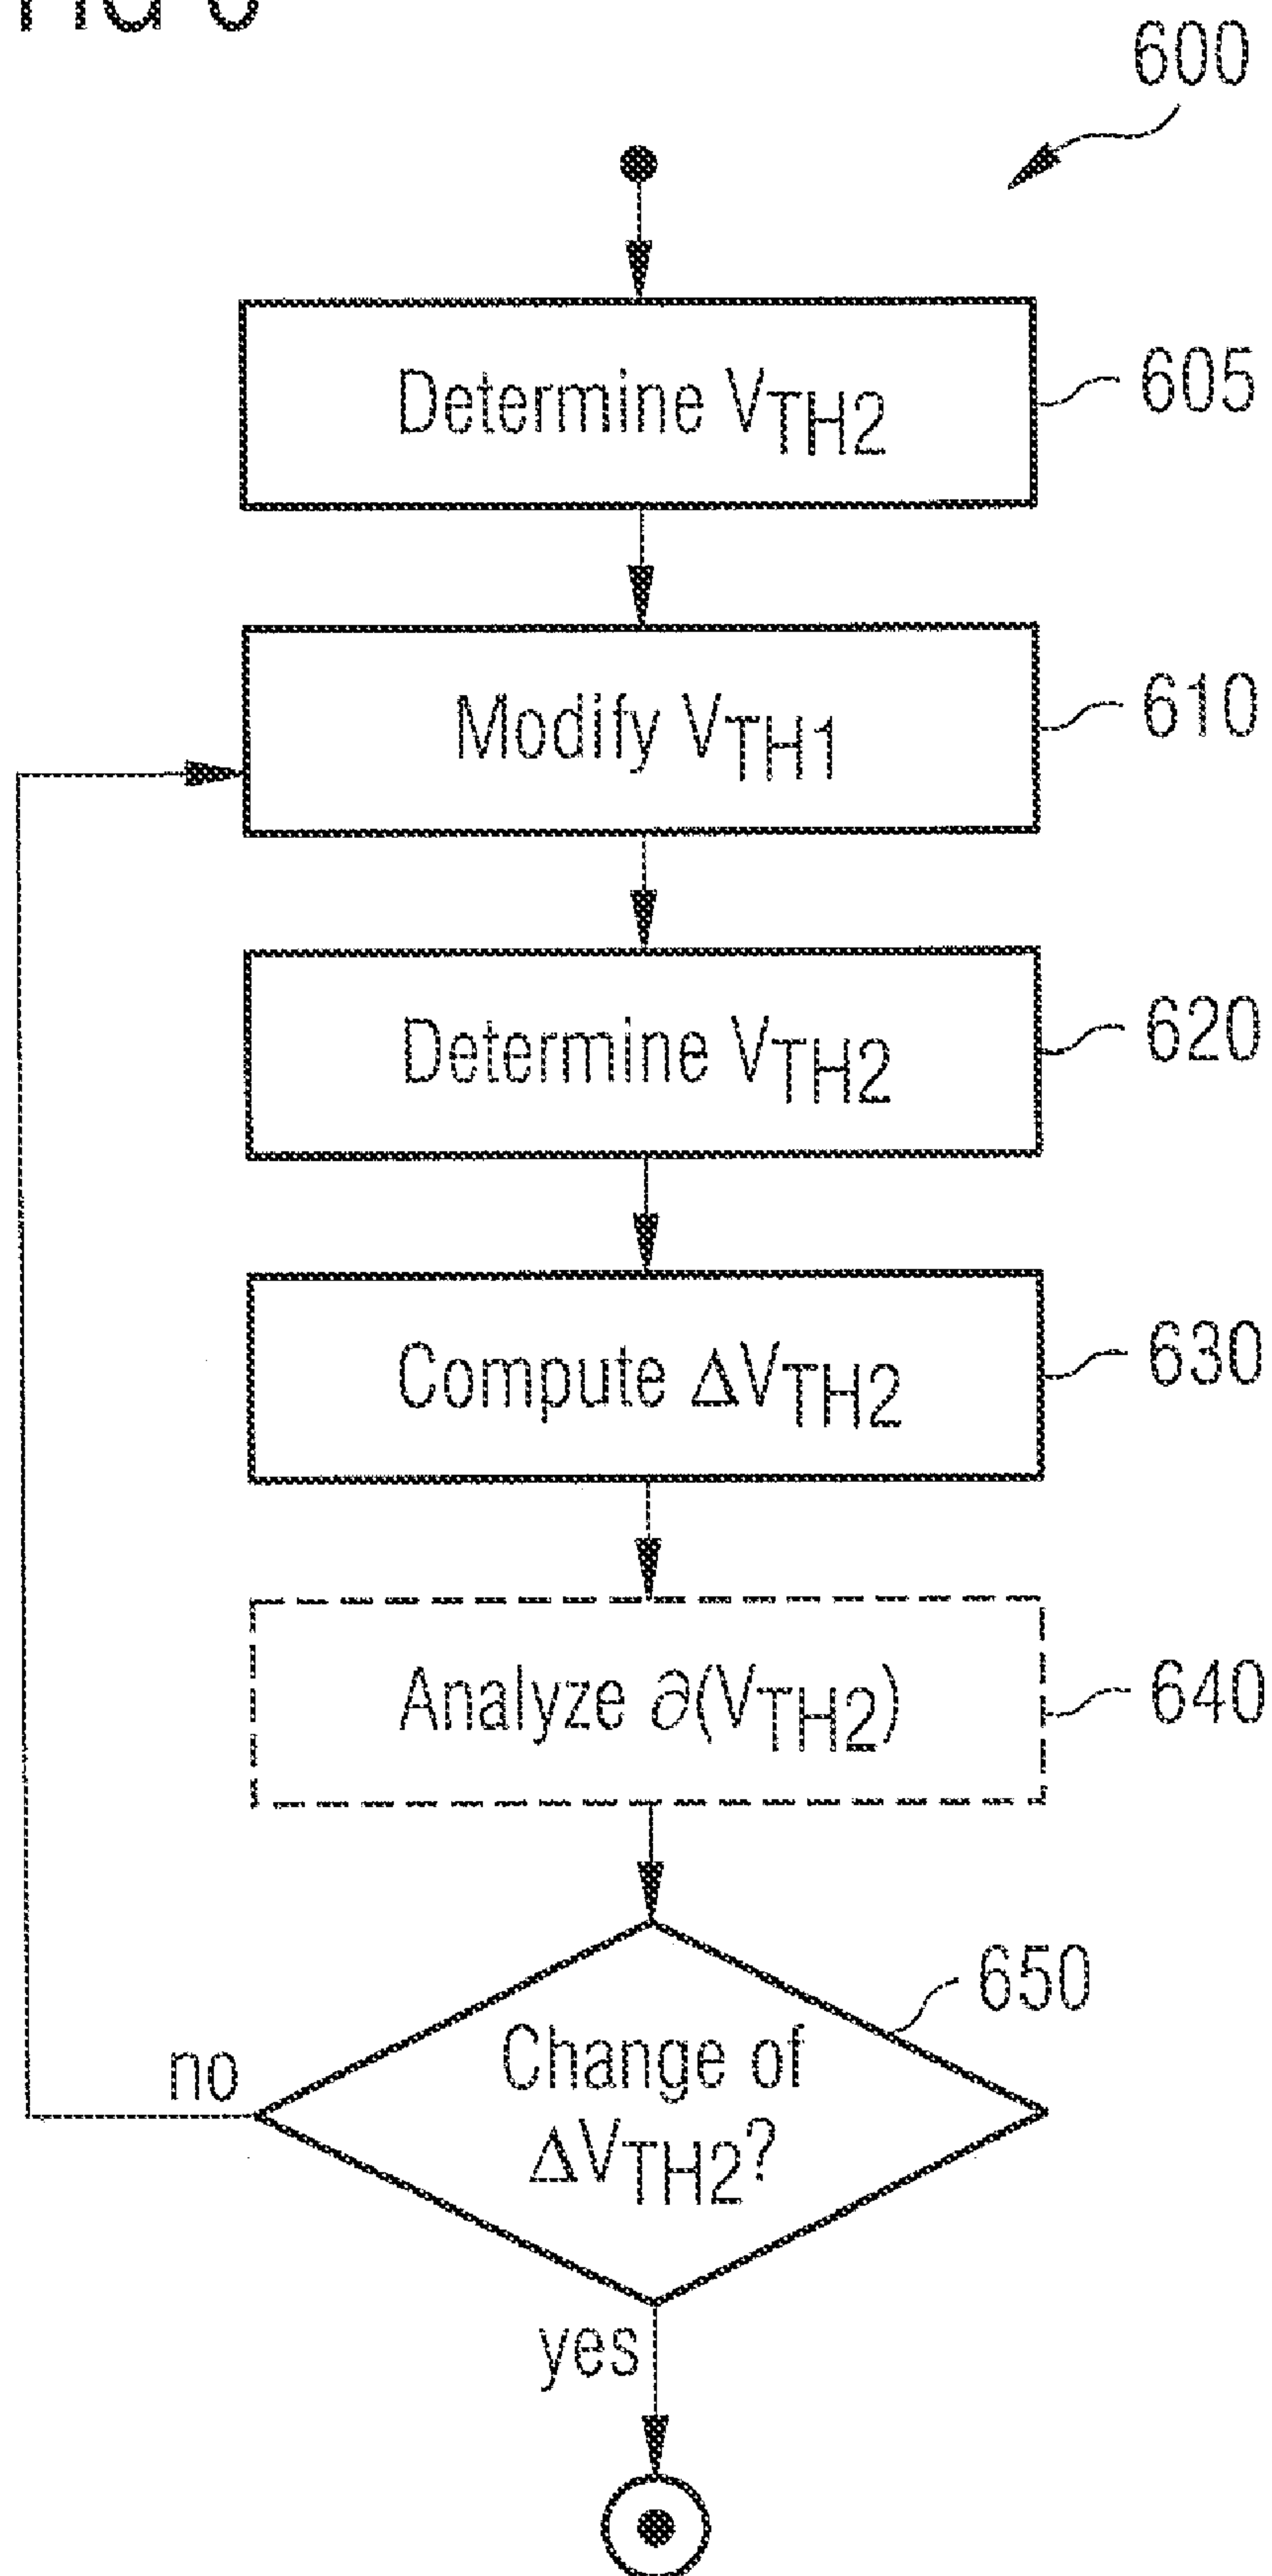 600
Determine VTH2
605
Modify VTH1
610
Determine VTH2
620
Compute ΔVTH2
630
Analyze ∂(VTH2)
640
650
Change of
ΔVTH2?
no
yes